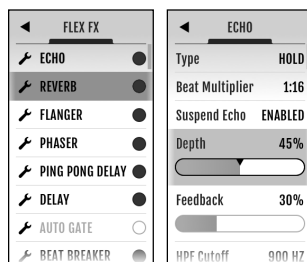 FLEX FX
ECHO
REVERB
FLANGER
PHASER
PING PONG DELAY
DELAY
AUTO GATE
BEAT BREAKER
ECHO
Type HOLD
Beat Multiplier 1:16
Suspend Echo ENABLED
Depth 45%
Feedback 30%
HPF Cutoff 900 HZ